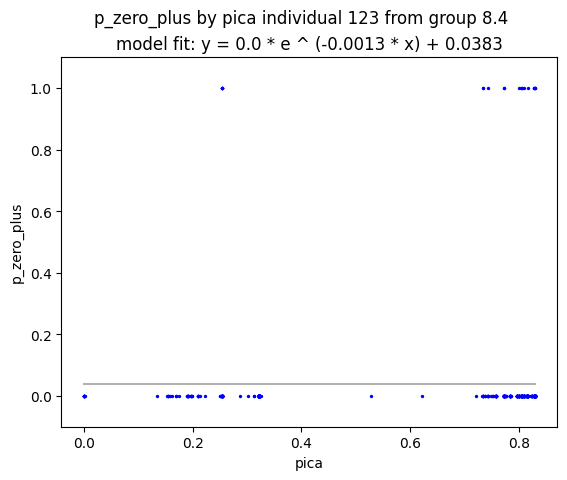 p_zero_plus by pica individual 123 from group 8.4
model fit: y = 0.0 * e ^ (-0.0013 * x) + 0.0383
1.0
0.8
0.6
0.4
0.2
0.0
p_zero_plus
0.0 0.2 0.4 0.6 0.8
pica